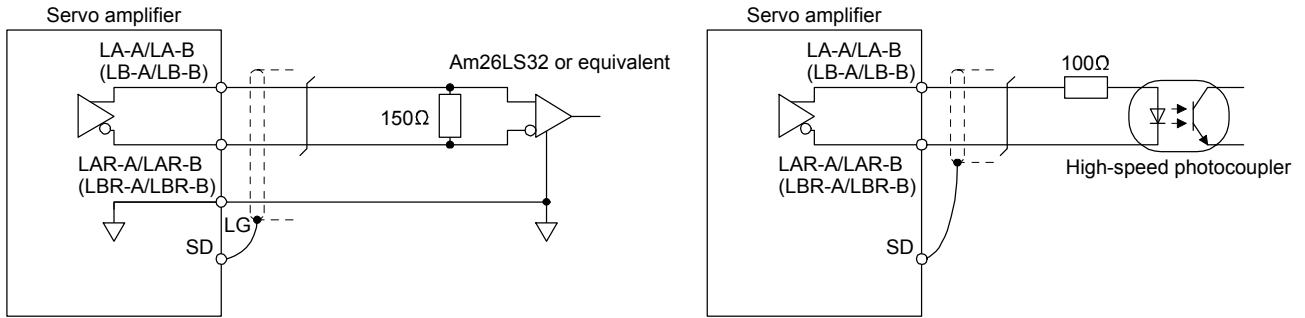 Servo amplifier
LA-A/LA-B
(LB-A/LB-B)
Am26LS32 or equivalent
150Ω
LAR-A/LAR-B
(LBR-A/LBR-B)
LG
SD
Servo amplifier
LA-A/LA-B
(LB-A/LB-B)
100Ω
LAR-A/LAR-B
(LBR-A/LBR-B)
High-speed photocoupler
SD